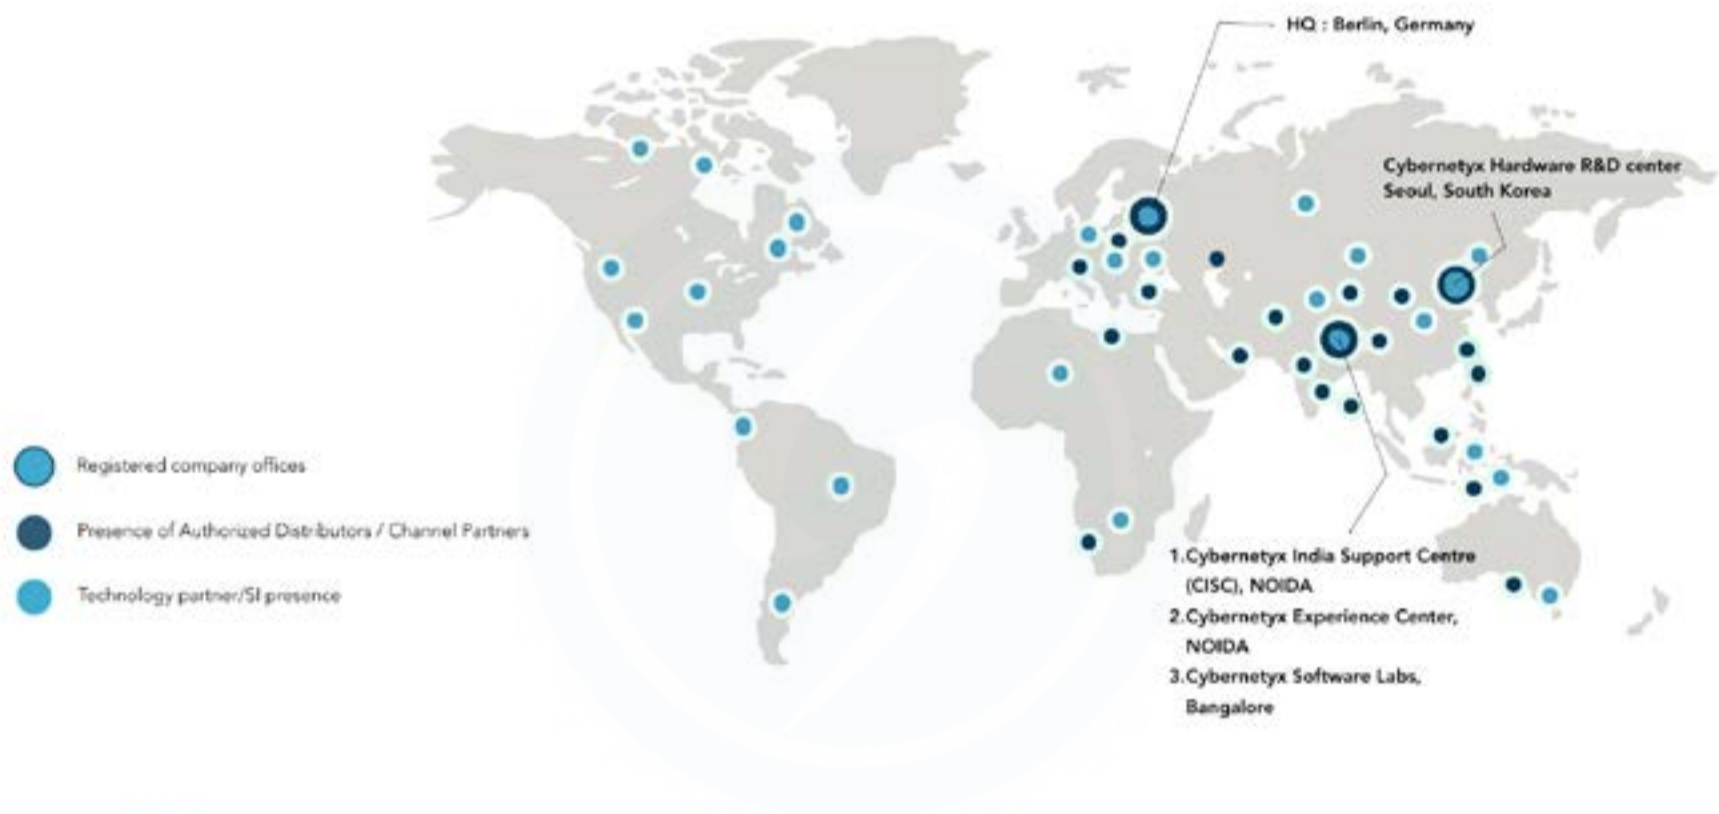 HQ : Berlin, Germany
Cybernetyx Hardware R&D center
Seoul, South Korea
Registered company offices
Presence of Authorized Distributors / Channel Partners
Technology partner/SI presence
1.Cybernetyx India Support Centre
(CISC), NOIDA
2.Cybernetyx Experience Center,
NOIDA
3.Cybernetyx Software Labs,
Bangalore